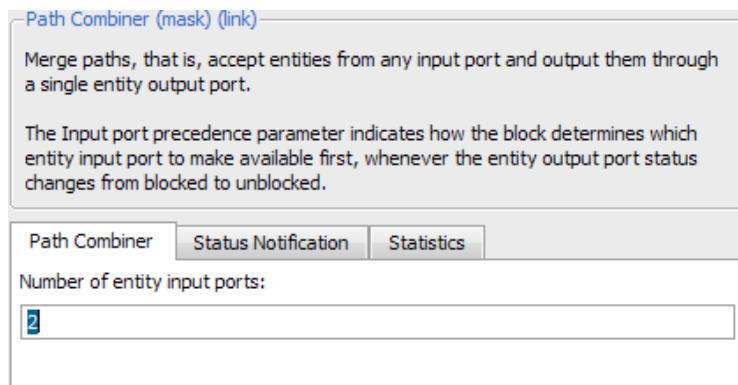 Path Combiner (mask) (link)
Merge paths, that is, accept entities from any input port and output them through
a single entity output port.
The Input port precedence parameter indicates how the block determines which
entity input port to make available first, whenever the entity output port status
changes from blocked to unblocked.
Path Combiner Status Notification Statistics
Number of entity input ports:
2